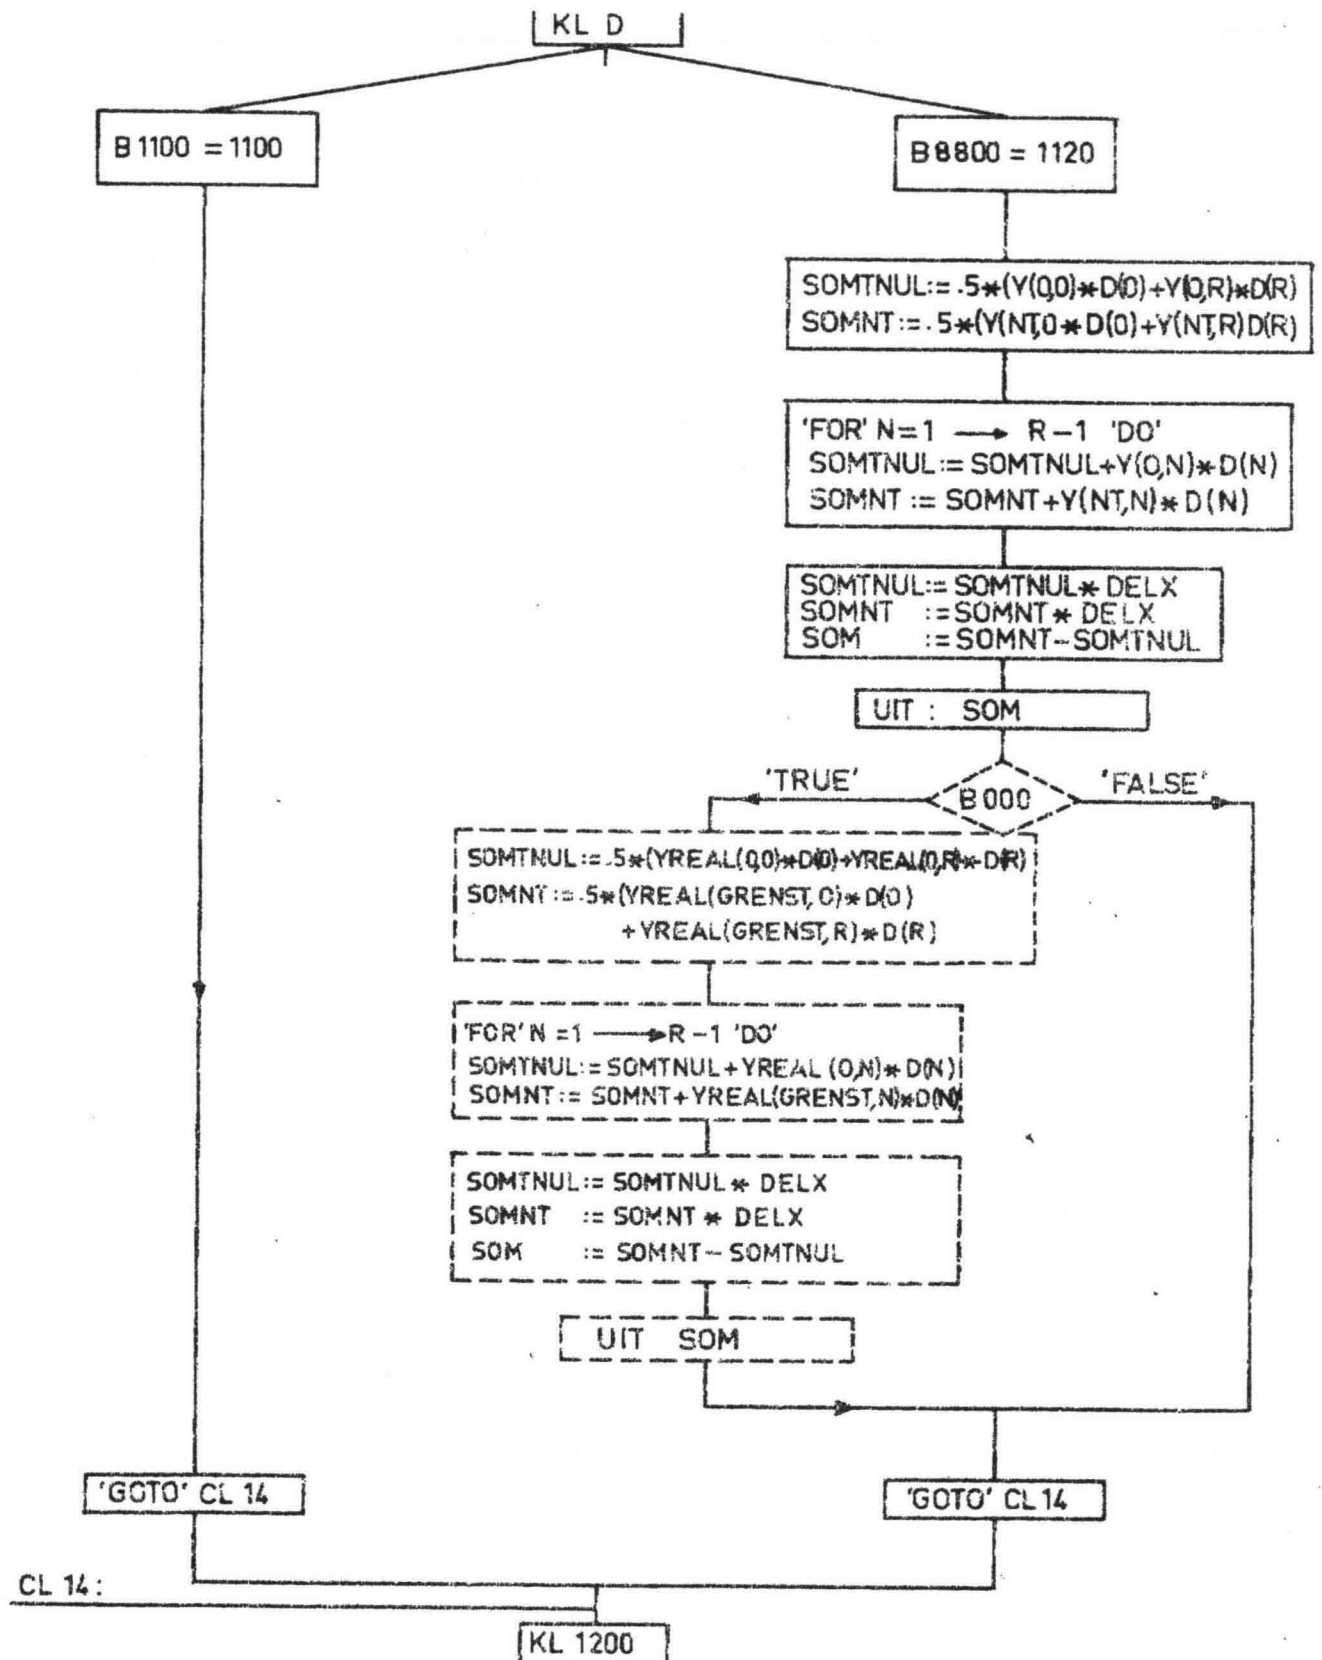 KL D
B 1100 = 1100
B 8800 = 1120
SOMTNUL:= .5*(Y(0,0)*D(0)+Y(0,R)*D(R)
SOMNT := .5*(Y(NT,0*D(0)+Y(NT,R)D(R)
'FOR' N=1 → R-1 'DO'
SOMTNUL:= SOMTNUL+Y(0,N)*D(N)
SOMNT := SOMNT+Y(NT,N)*D(N)
SOMTNUL:= SOMTNUL* DELX
SOMNT := SOMNT* DELX
SOM := SOMNT-SOMTNUL
UIT : SOM
'TRUE' B 000 'FALSE'
SOMTNUL:= .5*(YREAL(0,0)*D(0)+YREAL(0,R)*D(R)
SOMNT := .5*(YREAL(GRENST,0)*D(0)
+YREAL(GRENST,R)*D(R)
'FOR' N =1 → R-1 'DO'
SOMTNUL:= SOMTNUL+YREAL (0,N)*D(N)
SOMNT := SOMNT+YREAL(GRENST,N)*D(N)
SOMTNUL:= SOMTNUL* DELX
SOMNT := SOMNT* DELX
SOM := SOMNT-SOMTNUL
UIT SOM
'GOTO' CL 14
'GOTO' CL 14
CL 14:
KL 1200